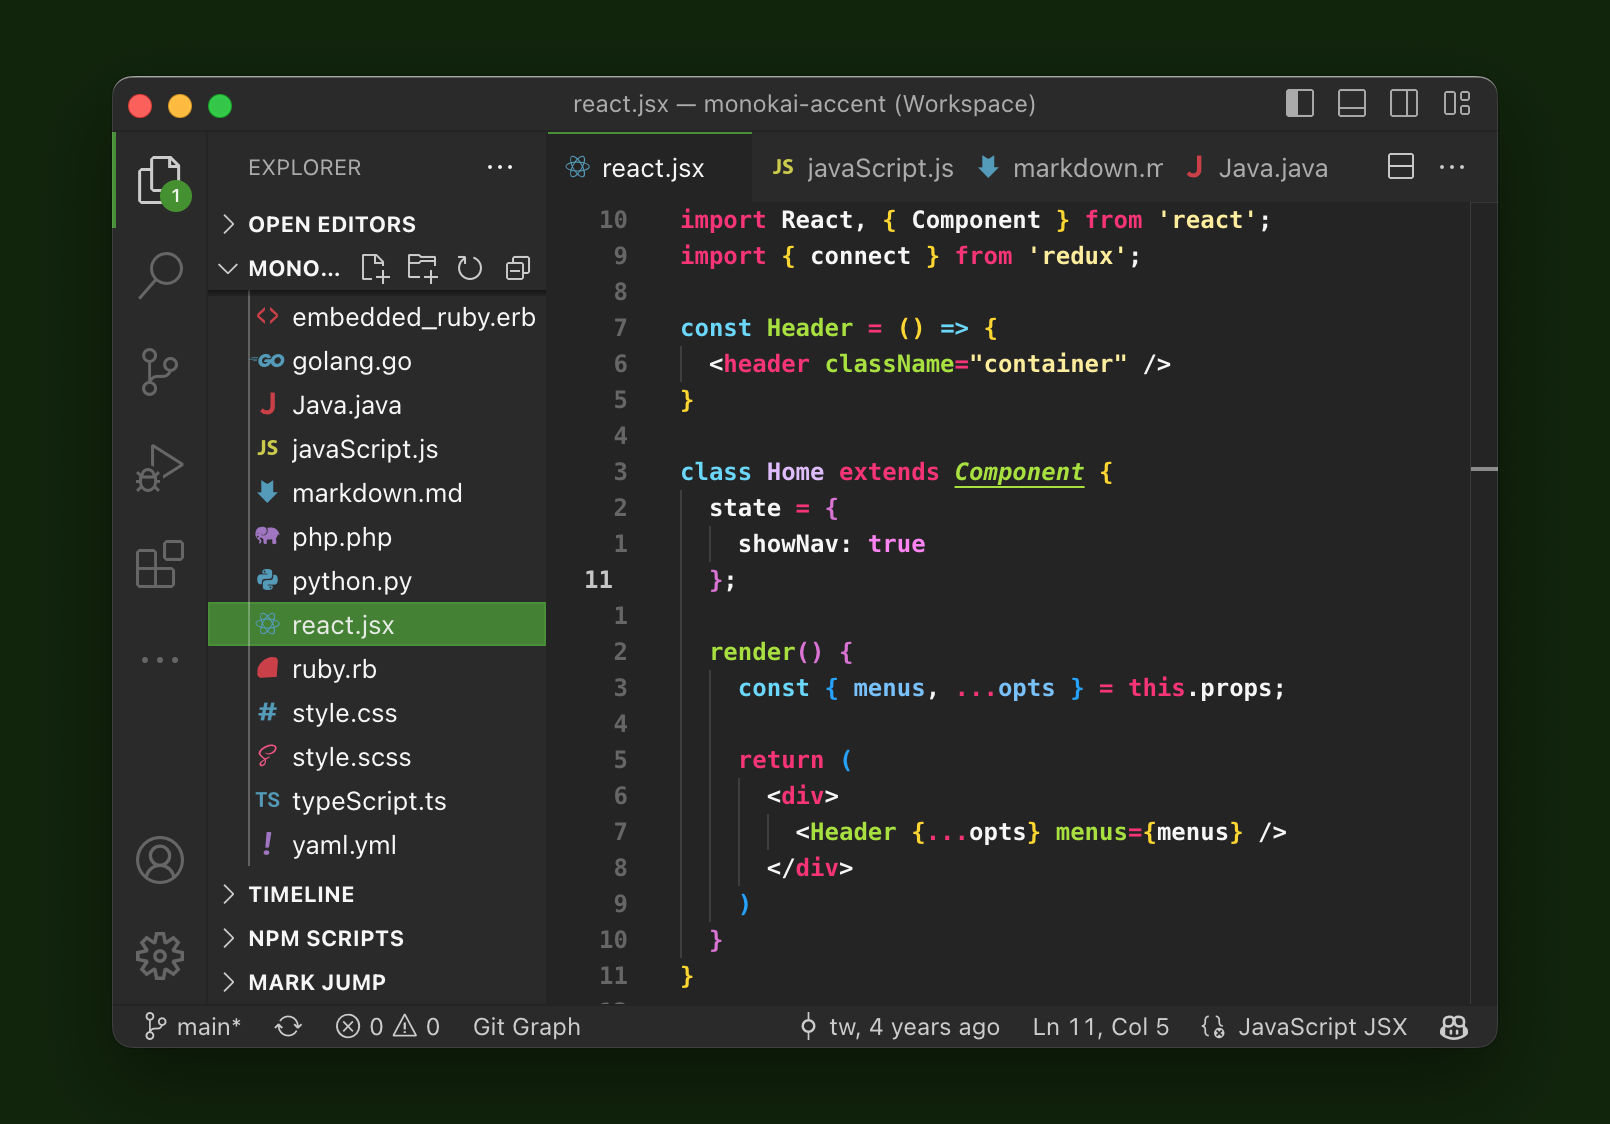 react.jsx — monokai-accent (Workspace)
1
EXPLORER
OPEN EDITORS
MONO...
embedded_ruby.erb
GO golang.go
J Java.java
JS javaScript.js
markdown.md
php.php
python.py
react.jsx
ruby.rb
# style.css
style.scss
TS typeScript.ts
! yaml.yml
TIMELINE
NPM SCRIPTS
MARK JUMP
react.jsx JS javaScript.js markdown.m J Java.java
10 import React, { Component } from 'react';
9 import { connect } from 'redux';
8
7 const Header = () => {
6 <header className="container" />
5 }
4
3 class Home extends Component {
2 state = {
1 showNav: true
11 };
1
2 render() {
3 const { menus, ...opts } = this.props;
4
5 return (
6 <div>
7 <Header {...opts} menus={menus} />
8 </div>
9 )
10 }
11 }
main* 0 0 Git Graph tw, 4 years ago Ln 11, Col 5 JavaScript JSX